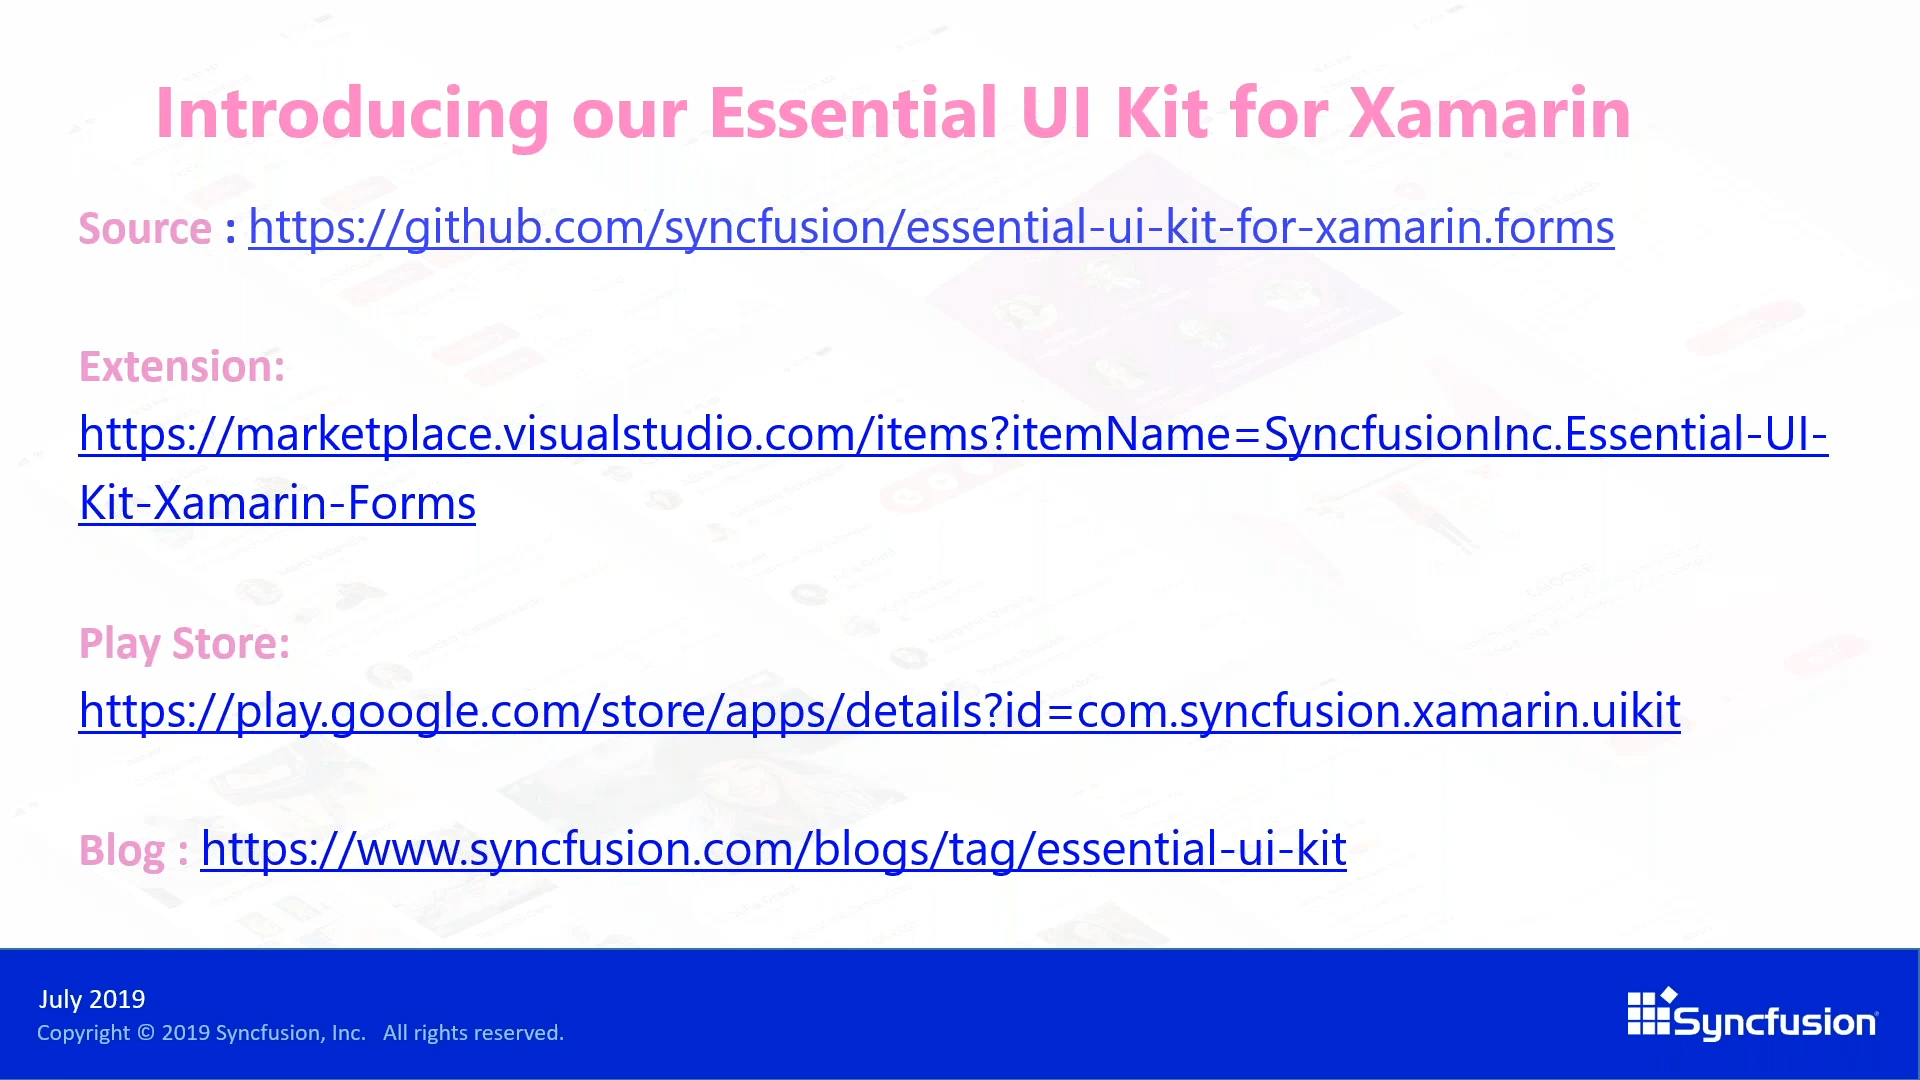 Introducing our Essential UI Kit for Xamarin
Source : https://github.com/syncfusion/essential-ui-kit-for-xamarin.forms
Extension:
https://marketplace.visualstudio.com/items?itemName=SyncfusionInc.Essential-UI-
Kit-Xamarin-Forms
Play Store:
https://play.google.com/store/apps/details?id=com.syncfusion.xamarin.uikit
Blog : https://www.syncfusion.com/blogs/tag/essential-ui-kit
July 2019
Copyright © 2019 Syncfusion, Inc. All rights reserved.
Syncfusion